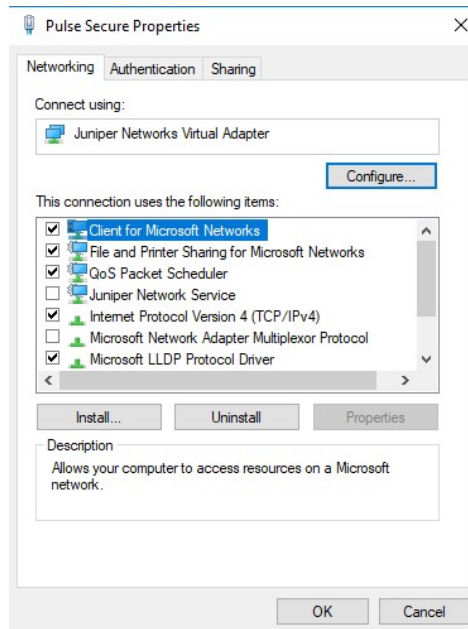 Pulse Secure Properties
Networking Authentication Sharing
Connect using:
Juniper Networks Virtual Adapter
Configure...
This connection uses the following items:
Client for Microsoft Networks
File and Printer Sharing for Microsoft Networks
QoS Packet Scheduler
Juniper Network Service
Internet Protocol Version 4 (TCP/IPv4)
Microsoft Network Adapter Multiplexor Protocol
Microsoft LLDP Protocol Driver
Install... Uninstall Properties
Description
Allows your computer to access resources on a Microsoft
network.
OK Cancel